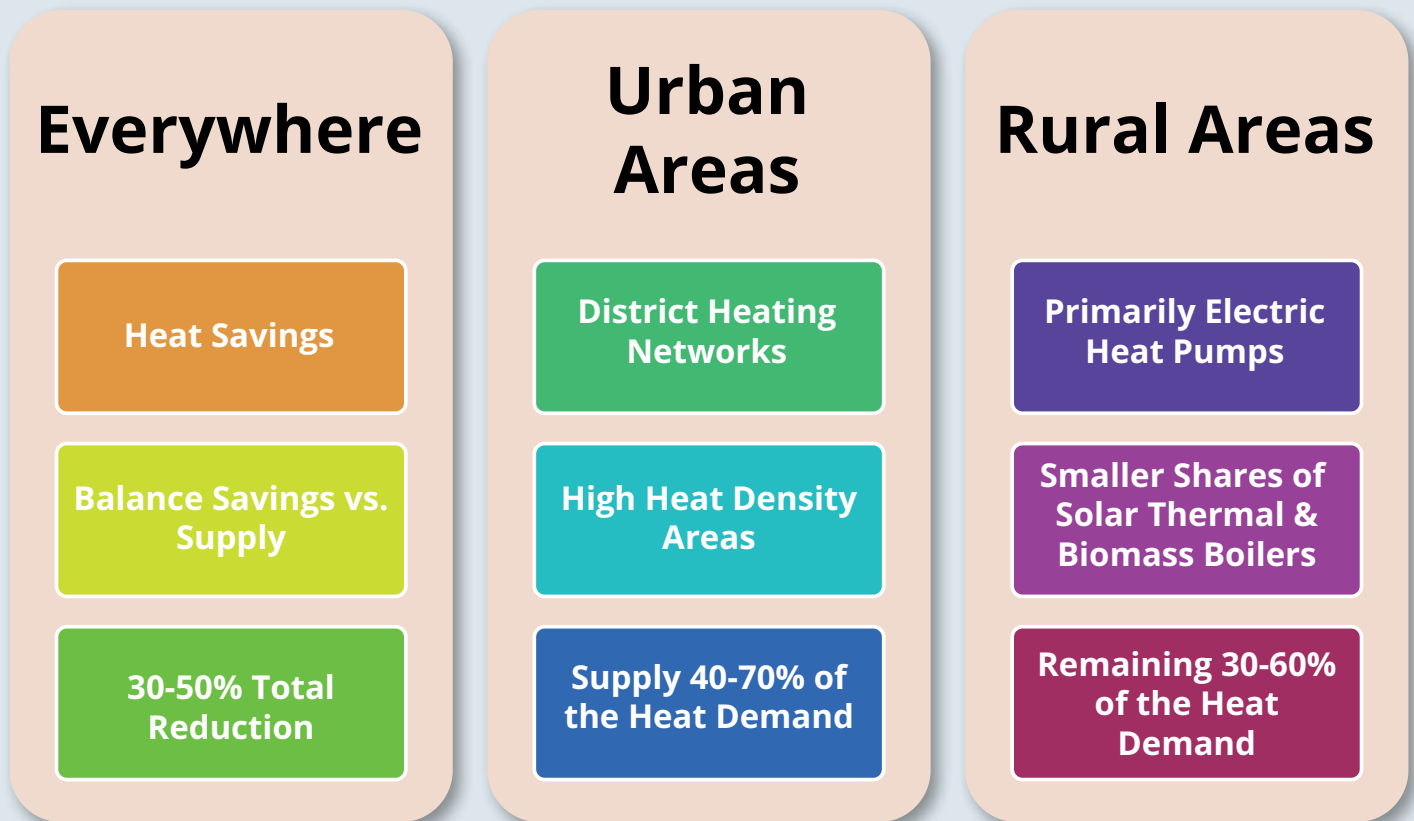 Everywhere
Heat Savings
Balance Savings vs.
Supply
30-50% Total
Reduction
Urban
Areas
District Heating
Networks
High Heat Density
Areas
Supply 40-70% of
the Heat Demand
Rural Areas
Primarily Electric
Heat Pumps
Smaller Shares of
Solar Thermal &
Biomass Boilers
Remaining 30-60%
of the Heat
Demand